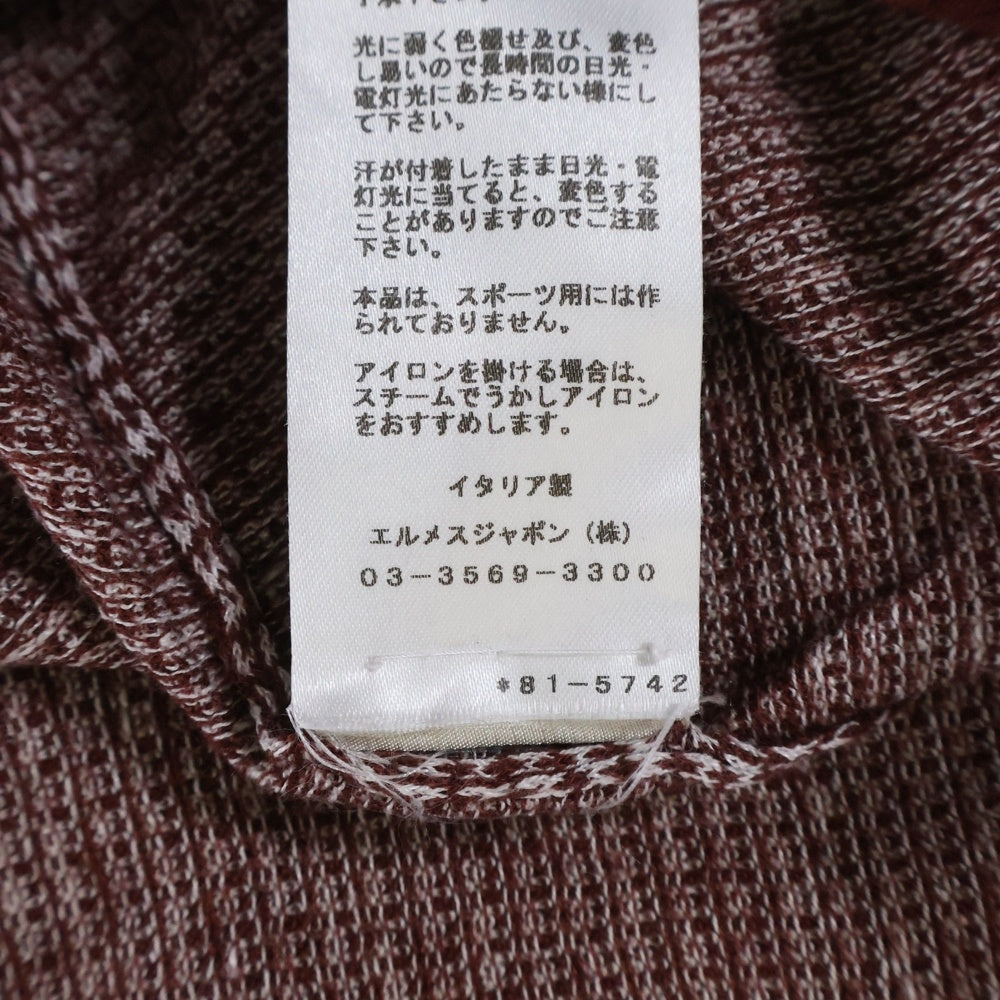 下さい。
光に弱く色褪せ及び、変色
し易いので長時間の日光・
電灯光にあたらない様にし
て下さい。
汗が付着したまま日光・電
灯光に当てると、変色する
ことがありますのでご注意
下さい。
本品は、スポーツ用には作
られておりません。
アイロンを掛ける場合は、
スチームでうかしアイロン
をおすすめします。
イタリア製
エルメスジャポン（株）
03-3569-3300
*81-5742